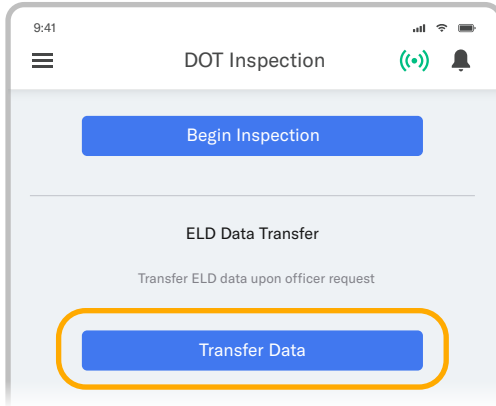 9:41
DOT Inspection
Begin Inspection
ELD Data Transfer
Transfer ELD data upon officer request
Transfer Data